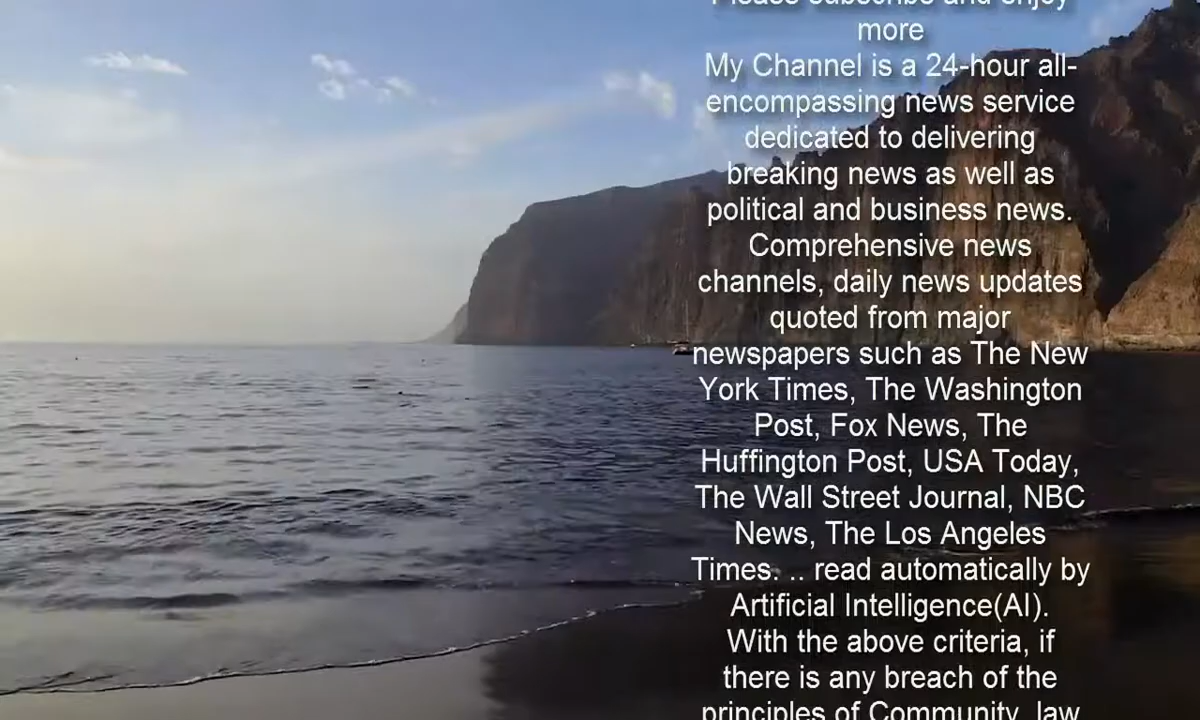 Please subscribe and enjoy
more
My Channel is a 24-hour all-
encompassing news service
dedicated to delivering
breaking news as well as
political and business news.
Comprehensive news
channels, daily news updates
quoted from major
newspapers such as The New
York Times, The Washington
Post, Fox News, The
Huffington Post, USA Today,
The Wall Street Journal, NBC
News, The Los Angeles
Times. .. read automatically by
Artificial Intelligence(AI).
With the above criteria, if
there is any breach of the
principles of Community, law